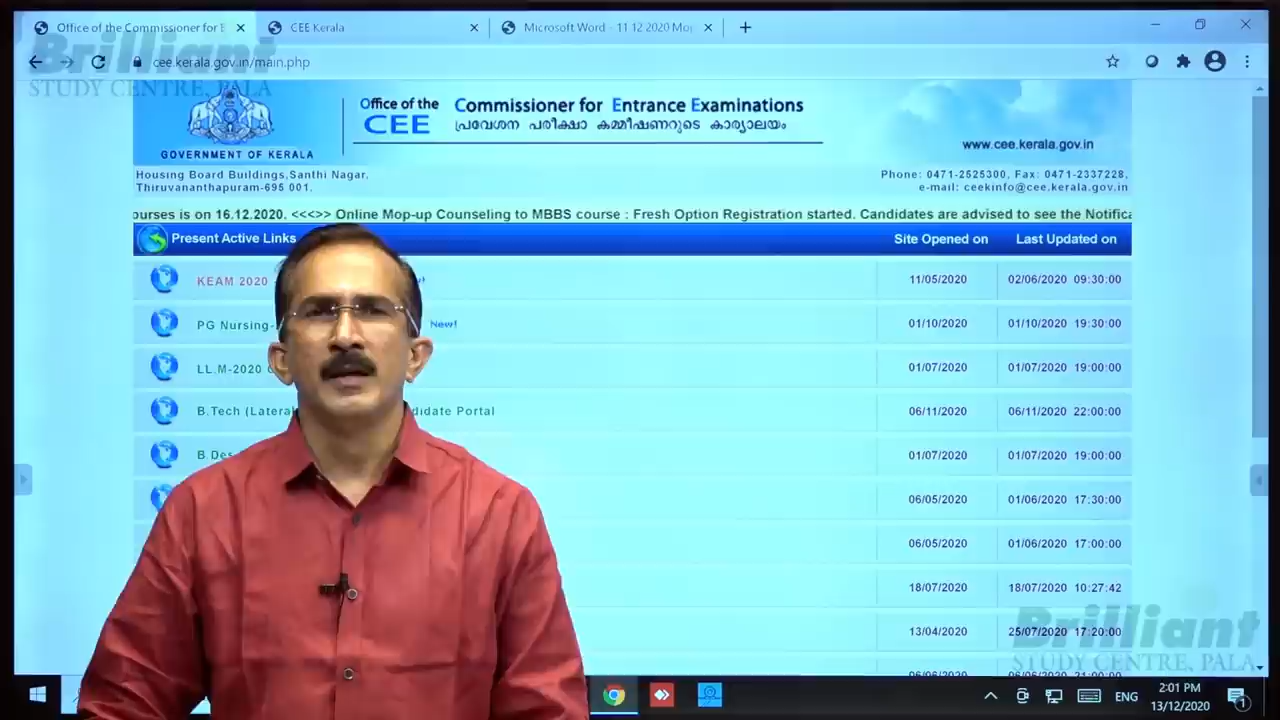 Office of the Commissioner for E
CEE Kerala
Microsoft Word - 11 12 2020 Mop
Brilliant
STUDY CENTRE, PALA
cee.kerala.gov.in/main.php
GOVERNMENT OF KERALA
Office of the
CEE
Commissioner for Entrance Examinations
പ്രവേശന പരീക്ഷാ കമ്മീഷണറുടെ കാര്യാലയം
www.cee.kerala.gov.in
Housing Board Buildings,Santhi Nagar,
Thiruvananthapuram-695 001.
Phone: 0471-2525300, Fax: 0471-2337228,
e-mail: ceekinfo@cee.kerala.gov.in
ourses is on 16.12.2020. <<<>> Online Mop-up Counseling to MBBS course : Fresh Option Registration started. Candidates are advised to see the Notifica
Present Active Links Site Opened on Last Updated on
KEAM 2020 - 11/05/2020 02/06/2020 09:30:00
PG Nursing- New! 01/10/2020 01/10/2020 19:30:00
LL.M-2020 01/07/2020 01/07/2020 19:00:00
B.Tech (Lateral didate Portal 06/11/2020 06/11/2020 22:00:00
B.Des 01/07/2020 01/07/2020 19:00:00
06/05/2020 01/06/2020 17:30:00
06/05/2020 01/06/2020 17:00:00
18/07/2020 18/07/2020 10:27:42
13/04/2020 25/07/2020 17:20:00
Brilliant
STUDY CENTRE, PALA
ENG
2:01 PM
13/12/2020
1